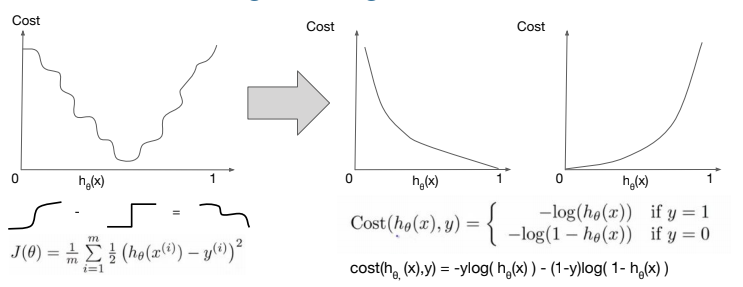 Cost
0
hθ(x)
1
-
=
J(θ) = 1/m Σ_{i=1}^{m} 1/2 (hθ(x⁽ⁱ⁾) − y⁽ⁱ⁾)²
Cost
0
hθ(x)
1
Cost
0
hθ(x)
1
Cost(hθ(x), y) = { −log(hθ(x)) if y = 1
−log(1 − hθ(x)) if y = 0
cost(hθ, (x),y) = -ylog( hθ(x) ) - (1-y)log( 1- hθ(x) )